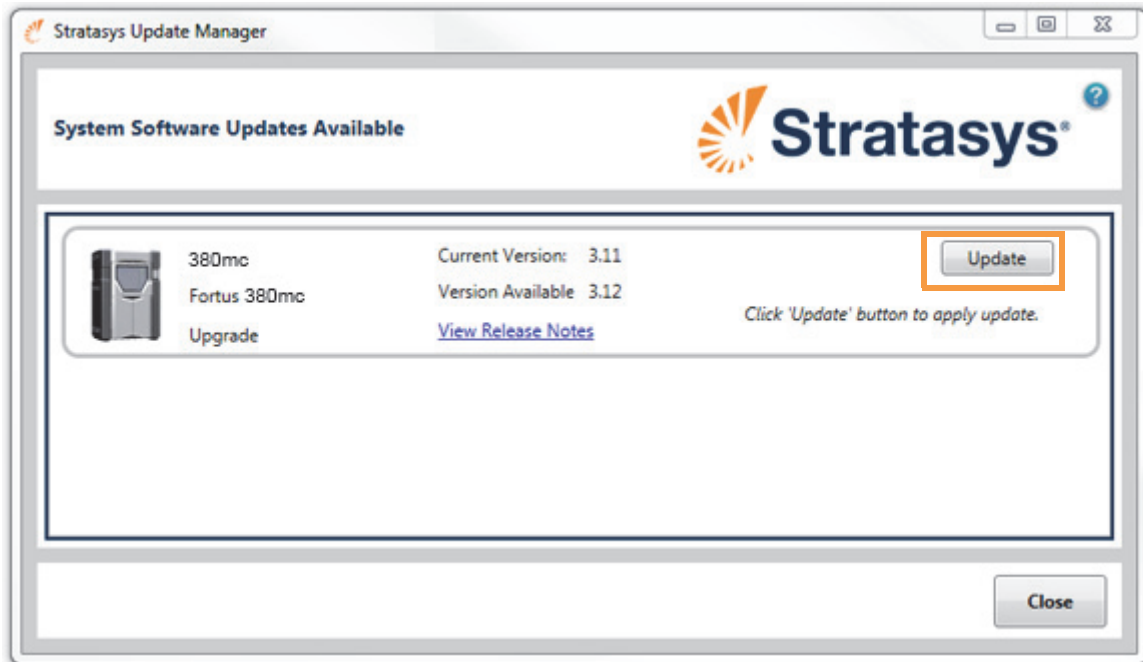 Stratasys Update Manager
System Software Updates Available
Stratasys®
?
380mc
Current Version: 3.11
Update
Fortus 380mc
Version Available 3.12
Click 'Update' button to apply update.
Upgrade
View Release Notes
Close